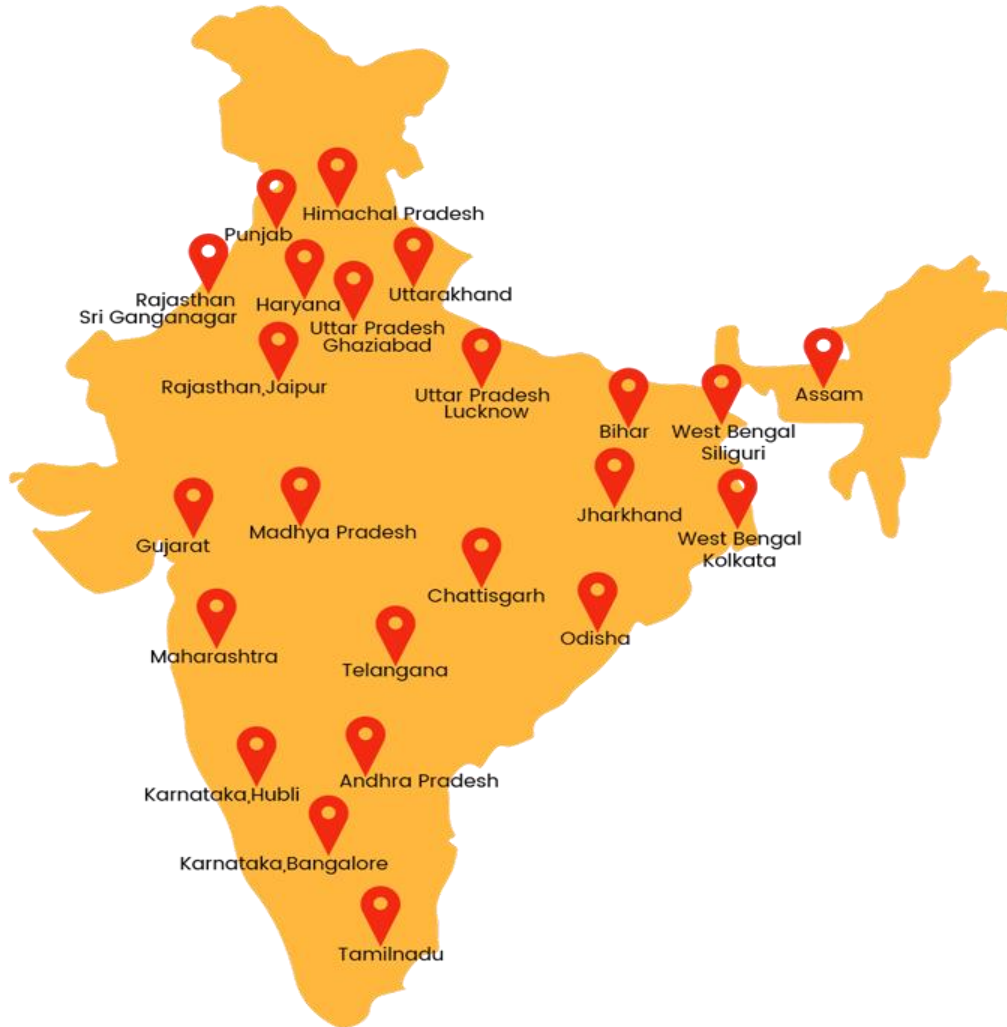 Himachal Pradesh
Punjab
Rajasthan
Sri Ganganagar
Haryana
Uttarakhand
Uttar Pradesh
Ghaziabad
Rajasthan,Jaipur
Uttar Pradesh
Lucknow
Assam
Bihar
West Bengal
Siliguri
Jharkhand
Madhya Pradesh
Gujarat
West Bengal
Kolkata
Chattisgarh
Odisha
Maharashtra
Telangana
Andhra Pradesh
Karnataka,Hubli
Karnataka,Bangalore
Tamilnadu